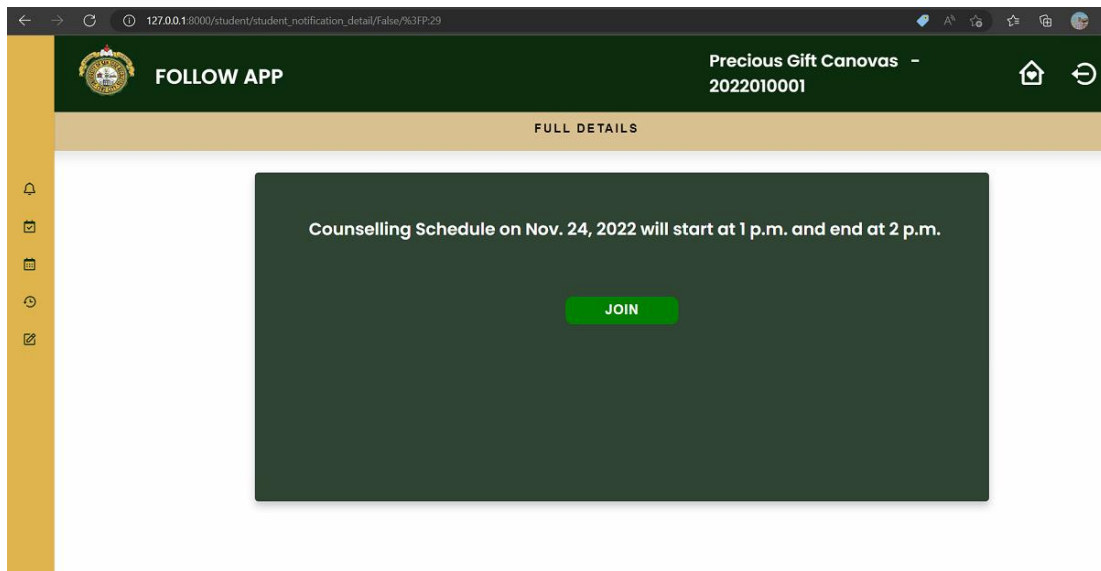 127.0.0.1:8000/student/student_notification_detail/False/%3FP:29
FOLLOW APP
Precious Gift Canovas -
2022010001
FULL DETAILS
Counselling Schedule on Nov. 24, 2022 will start at 1 p.m. and end at 2 p.m.
JOIN